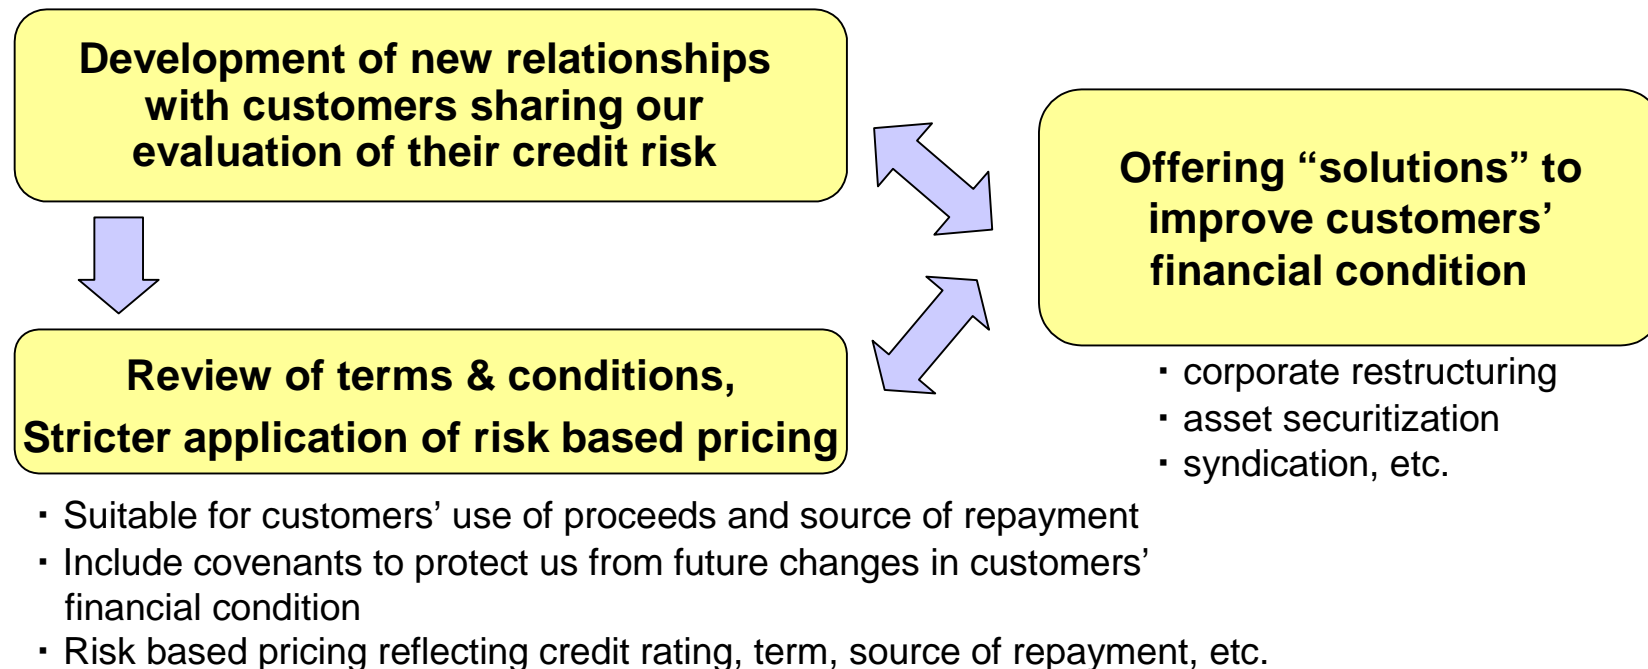 Development of new relationships
with customers sharing our
evaluation of their credit risk
Offering “solutions” to
improve customers’
financial condition
・corporate restructuring
・asset securitization
・syndication, etc.
Review of terms & conditions,
Stricter application of risk based pricing
・Suitable for customers’ use of proceeds and source of repayment
・Include covenants to protect us from future changes in customers’
financial condition
・Risk based pricing reflecting credit rating, term, source of repayment, etc.